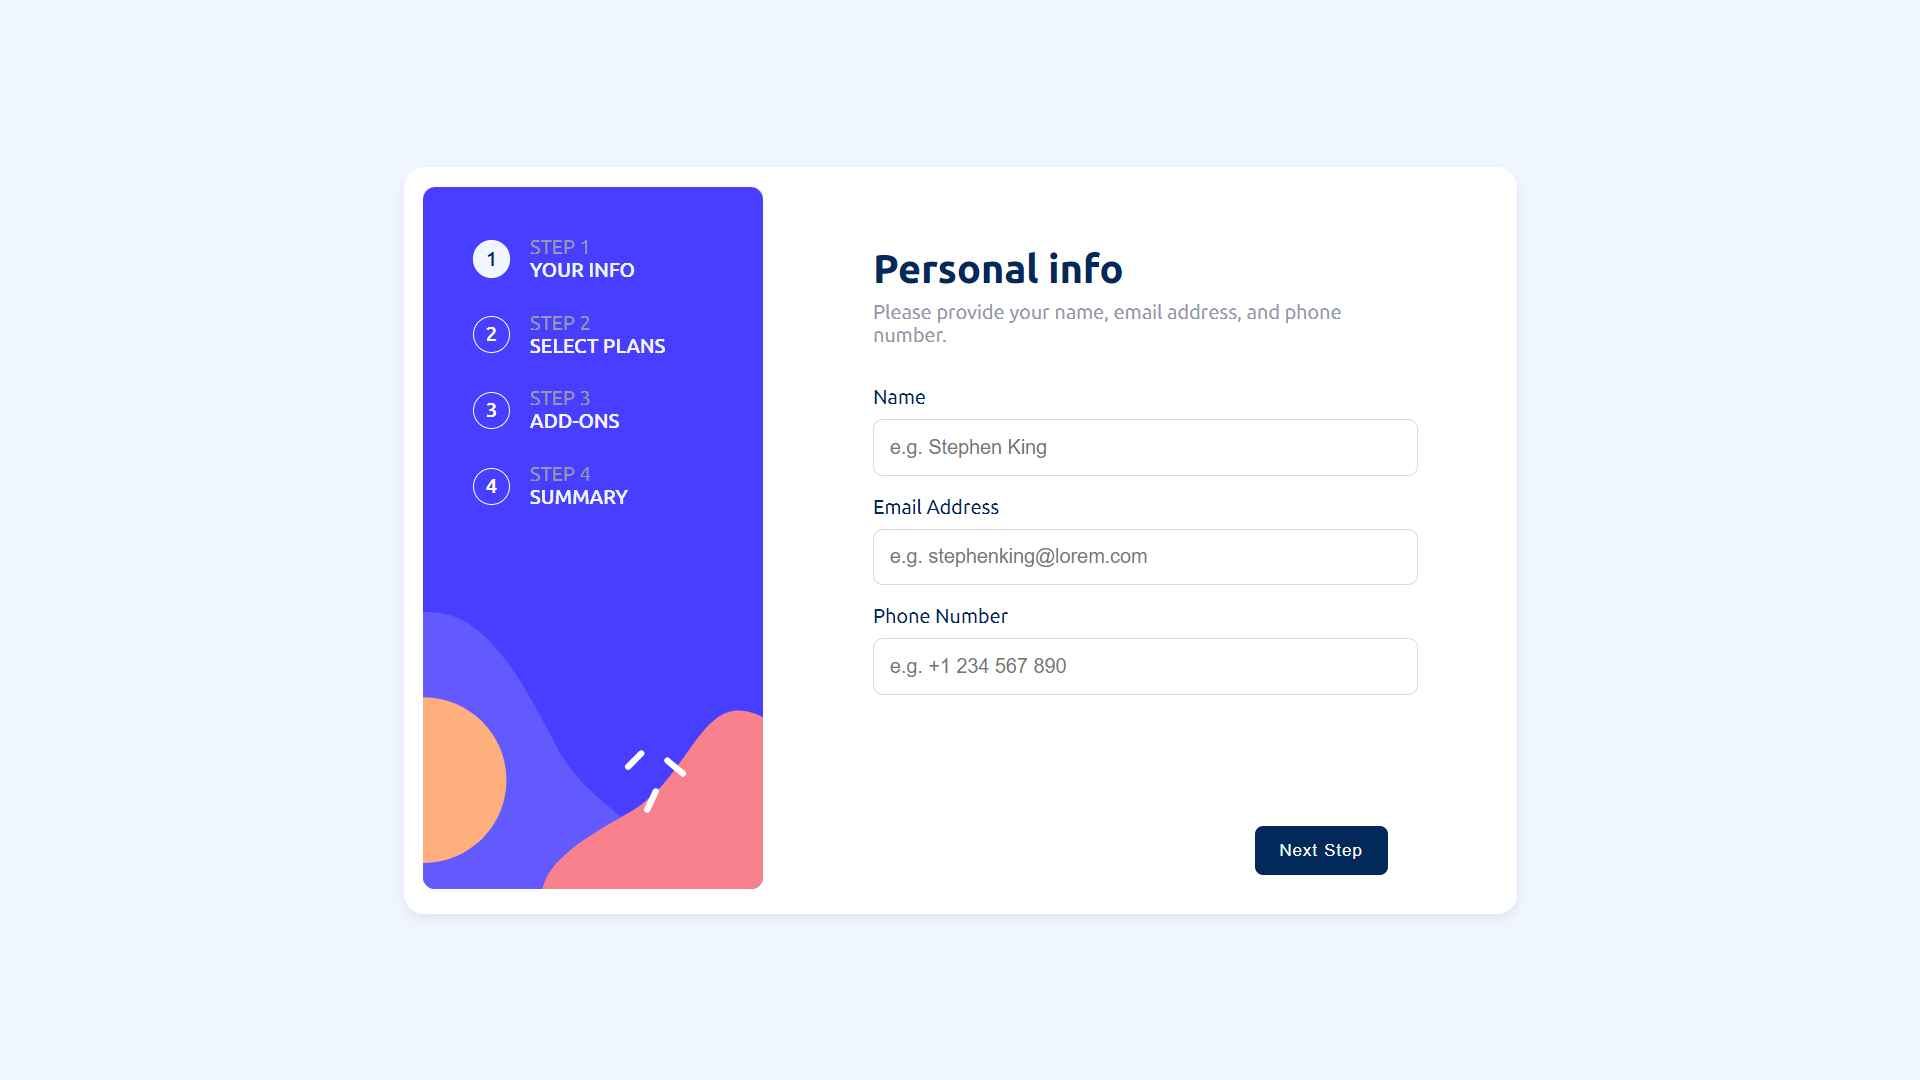 1
STEP 1
YOUR INFO
2
STEP 2
SELECT PLANS
3
STEP 3
ADD-ONS
4
STEP 4
SUMMARY
Personal info
Please provide your name, email address, and phone
number.
Name
e.g. Stephen King
Email Address
e.g. stephenking@lorem.com
Phone Number
e.g. +1 234 567 890
Next Step